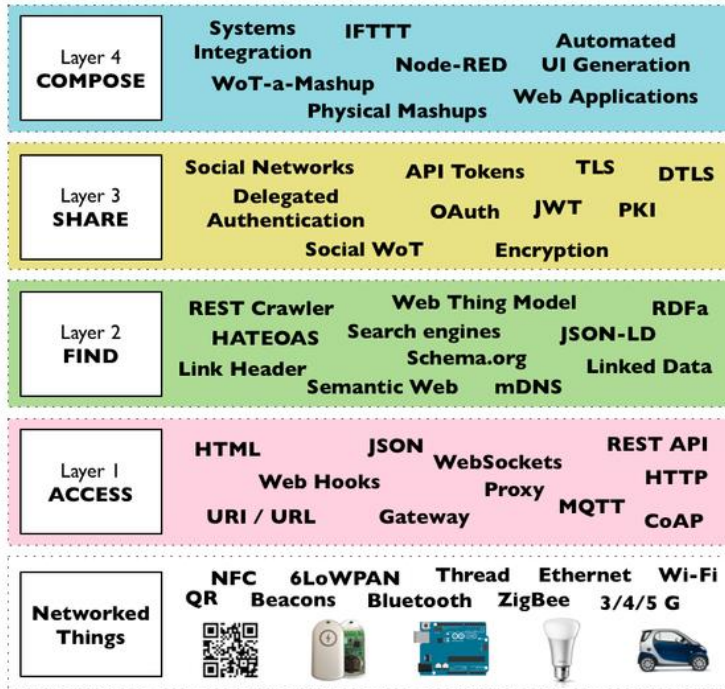 Layer 4
COMPOSE
Systems
Integration
IFTTT
Node-RED
Automated
UI Generation
WoT-a-Mashup
Physical Mashups
Web Applications
Layer 3
SHARE
Social Networks
API Tokens
TLS
DTLS
Delegated
Authentication
OAuth
JWT
PKI
Social WoT
Encryption
Layer 2
FIND
REST Crawler
Web Thing Model
RDFa
HATEOAS
Search engines
JSON-LD
Link Header
Schema.org
Linked Data
Semantic Web
mDNS
Layer 1
ACCESS
HTML
JSON
REST API
WebSockets
Web Hooks
Proxy
HTTP
URI / URL
Gateway
MQTT
CoAP
Networked
Things
NFC
6LoWPAN
Thread
Ethernet
Wi-Fi
QR
Beacons
Bluetooth
ZigBee
3/4/5 G